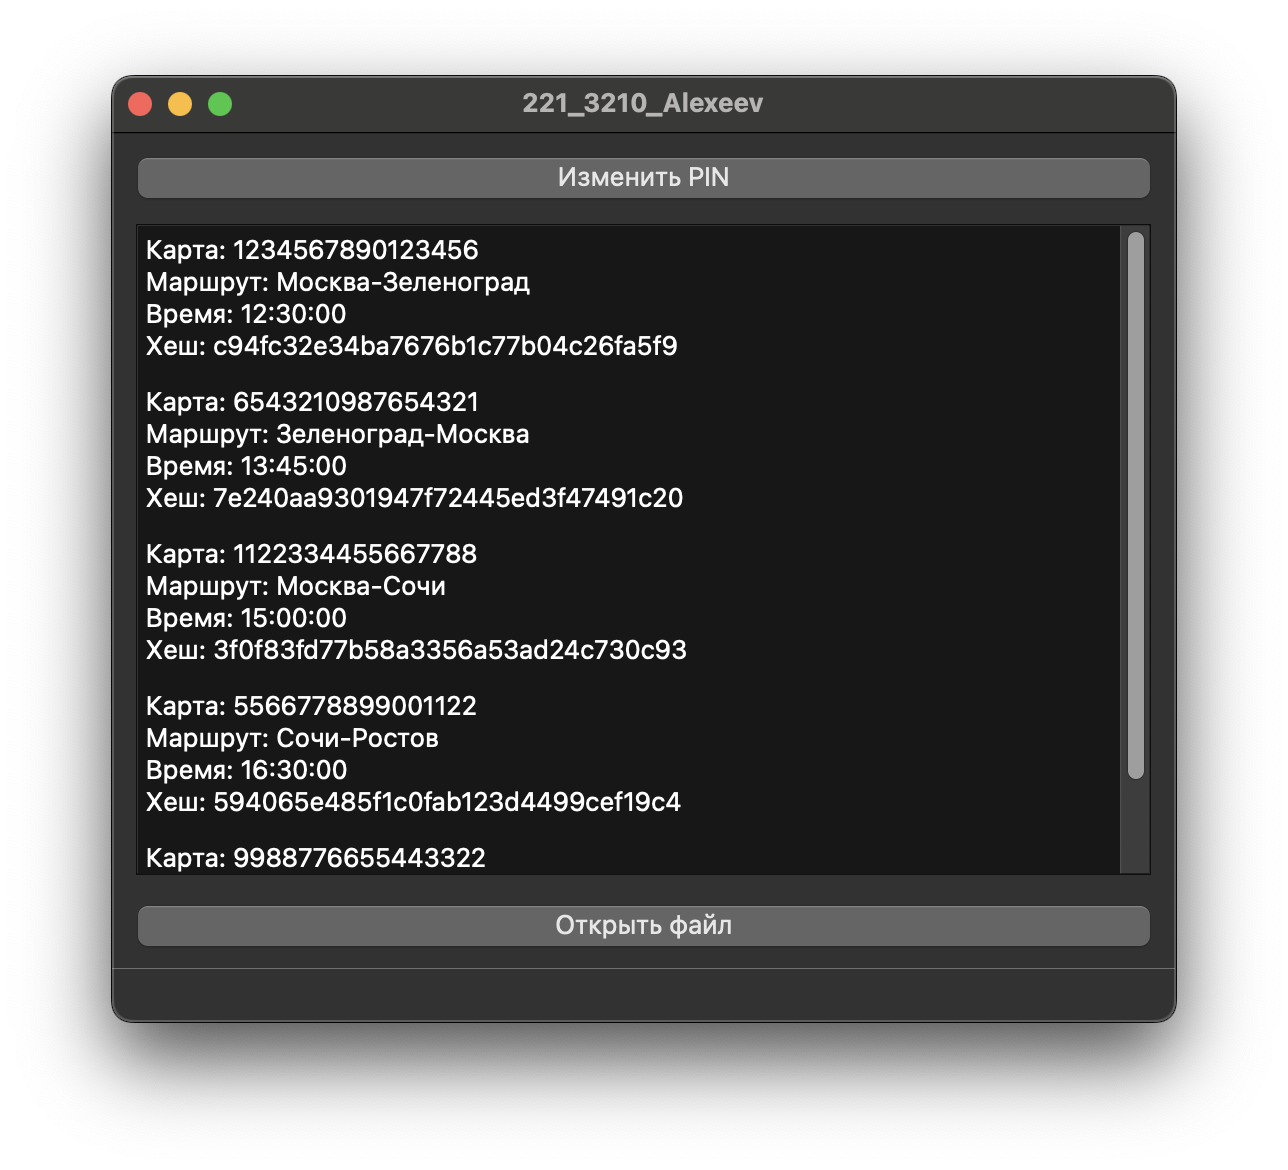 221_3210_Alexeev
Изменить PIN
Карта: 1234567890123456
Маршрут: Москва-Зеленоград
Время: 12:30:00
Хеш: c94fc32e34ba7676b1c77b04c26fa5f9
Карта: 6543210987654321
Маршрут: Зеленоград-Москва
Время: 13:45:00
Хеш: 7e240aa9301947f72445ed3f47491c20
Карта: 1122334455667788
Маршрут: Москва-Сочи
Время: 15:00:00
Хеш: 3f0f83fd77b58a3356a53ad24c730c93
Карта: 5566778899001122
Маршрут: Сочи-Ростов
Время: 16:30:00
Хеш: 594065e485f1c0fab123d4499cef19c4
Карта: 9988776655443322
Открыть файл